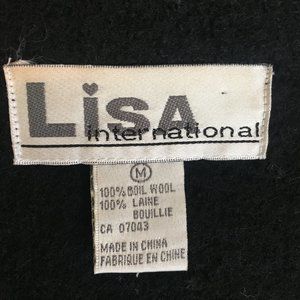 LiSA
international
M
100% BOIL WOOL
100% LAINE
BOUILLIE
CA 07043
MADE IN CHINA
FABRIQUE EN CHINE